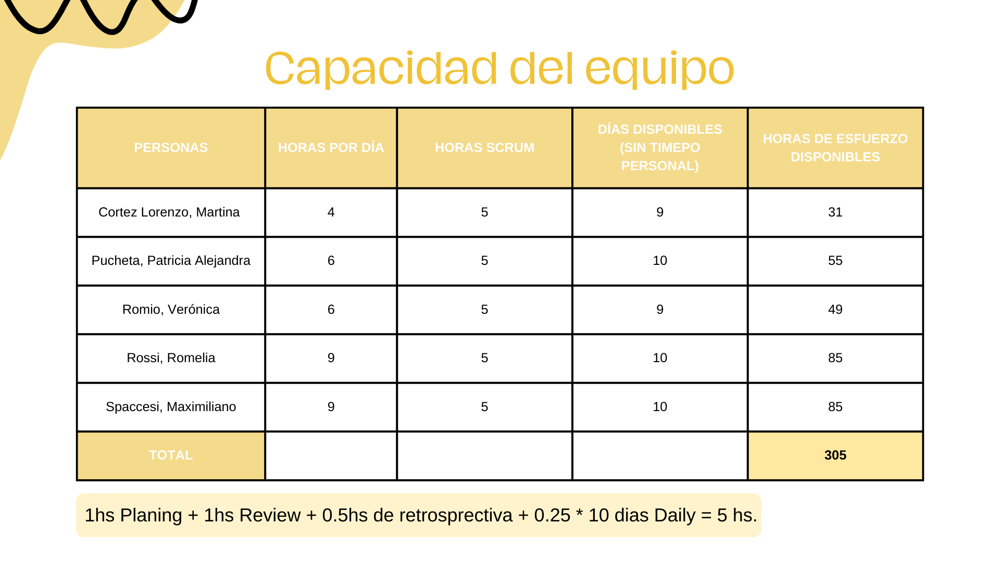 Capacidad del equipo
PERSONAS
HORAS POR DÍA
HORAS SCRUM
DÍAS DISPONIBLES
(SIN TIMEPO
PERSONAL)
HORAS DE ESFUERZO
DISPONIBLES
Cortez Lorenzo, Martina 4 5 9 31
Pucheta, Patricia Alejandra 6 5 10 55
Romio, Verónica 6 5 9 49
Rossi, Romelia 9 5 10 85
Spaccesi, Maximiliano 9 5 10 85
TOTAL 305
1hs Planing + 1hs Review + 0.5hs de retrosprectiva + 0.25 * 10 dias Daily = 5 hs.